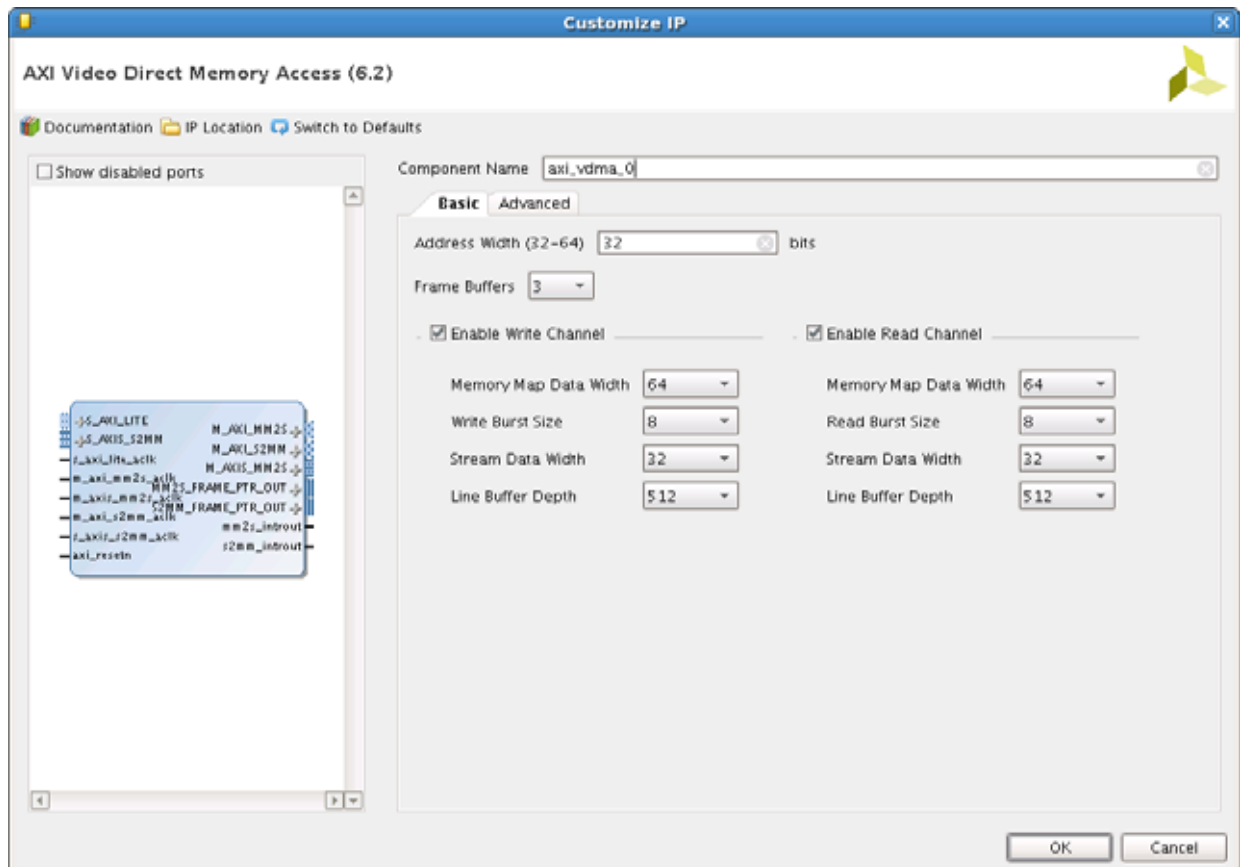 Customize IP
AXI Video Direct Memory Access (6.2)
Documentation IP Location Switch to Defaults
Show disabled ports
Component Name axi_vdma_0
Basic Advanced
Address Width (32-64) 32 bits
Frame Buffers 3
Enable Write Channel Enable Read Channel
Memory Map Data Width 64 Memory Map Data Width 64
Write Burst Size 8 Read Burst Size 8
Stream Data Width 32 Stream Data Width 32
Line Buffer Depth 512 Line Buffer Depth 512
S_AXI_LITE
S_AXIS_S2MM
s_axi_lite_aclk
m_axi_mm2s_aclk
m_axis_mm2s_aclk
m_axi_s2mm_aclk
s_axis_s2mm_aclk
axi_resetn
M_AXI_MM2S
M_AXI_S2MM
M_AXIS_MM2S
MM2S_FRAME_PTR_OUT
S2MM_FRAME_PTR_OUT
mm2s_introut
s2mm_introut
OK Cancel